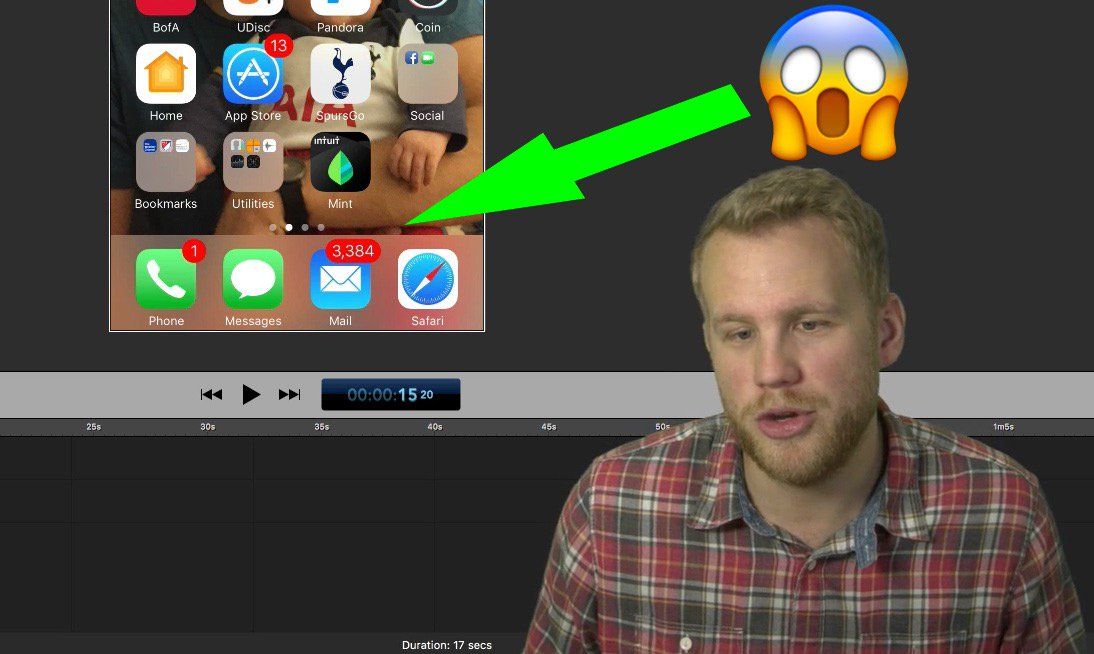 BofA UDisc Pandora Coin
13
AIA
Home App Store SpursGo Social
intuit
Bookmarks Utilities Mint
1 3,384
Phone Messages Mail Safari
00:00:15 20
25s 30s 35s 40s 45s 50s 1m5s
Duration: 17 secs